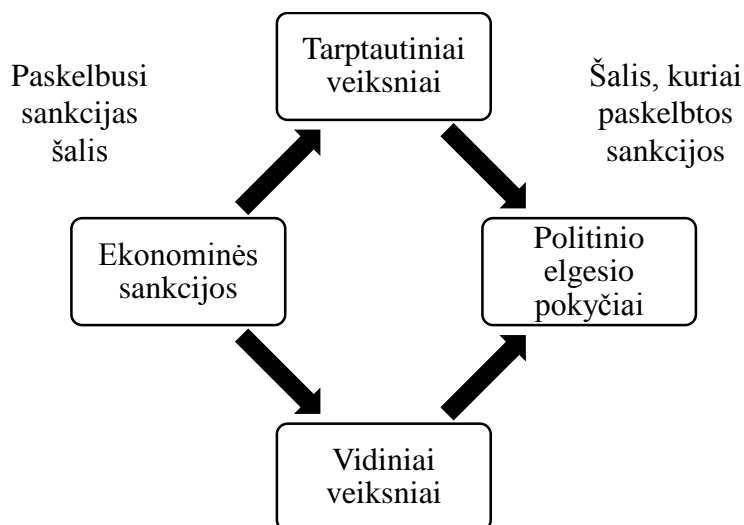 Tarptautiniai
veiksniai
Paskelbusi
sankcijas
šalis
Šalis, kuriai
paskelbtos
sankcijos
Ekonominės
sankcijos
Politinio
elgesio
pokyčiai
Vidiniai
veiksniai